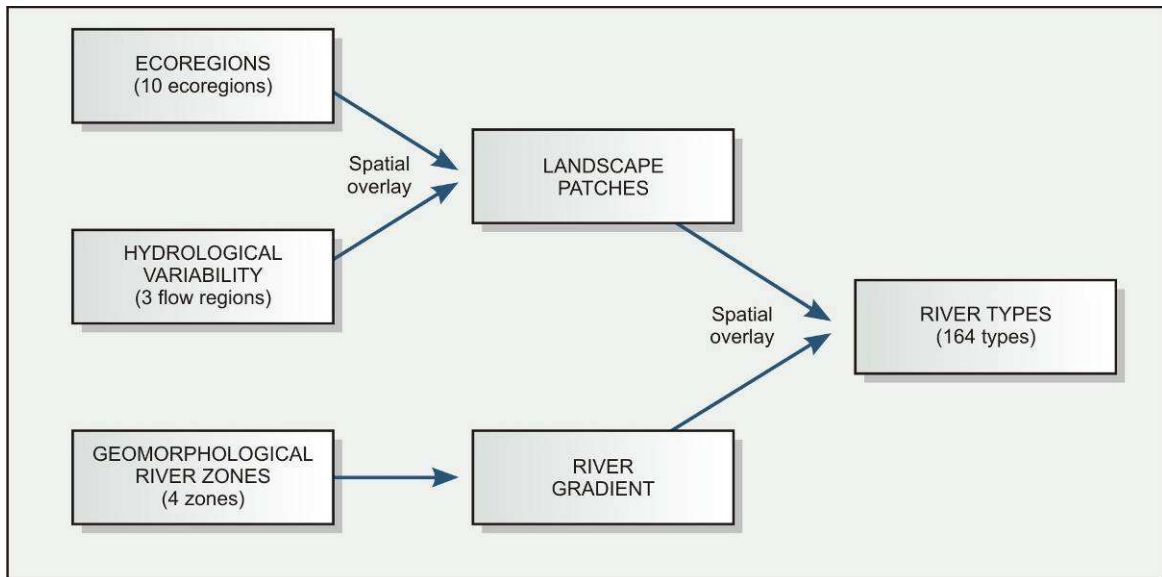 ECOREGIONS
(10 ecoregions)
Spatial
overlay
LANDSCAPE
PATCHES
HYDROLOGICAL
VARIABILITY
(3 flow regions)
Spatial
overlay
RIVER TYPES
(164 types)
GEOMORPHOLOGICAL
RIVER ZONES
(4 zones)
RIVER
GRADIENT